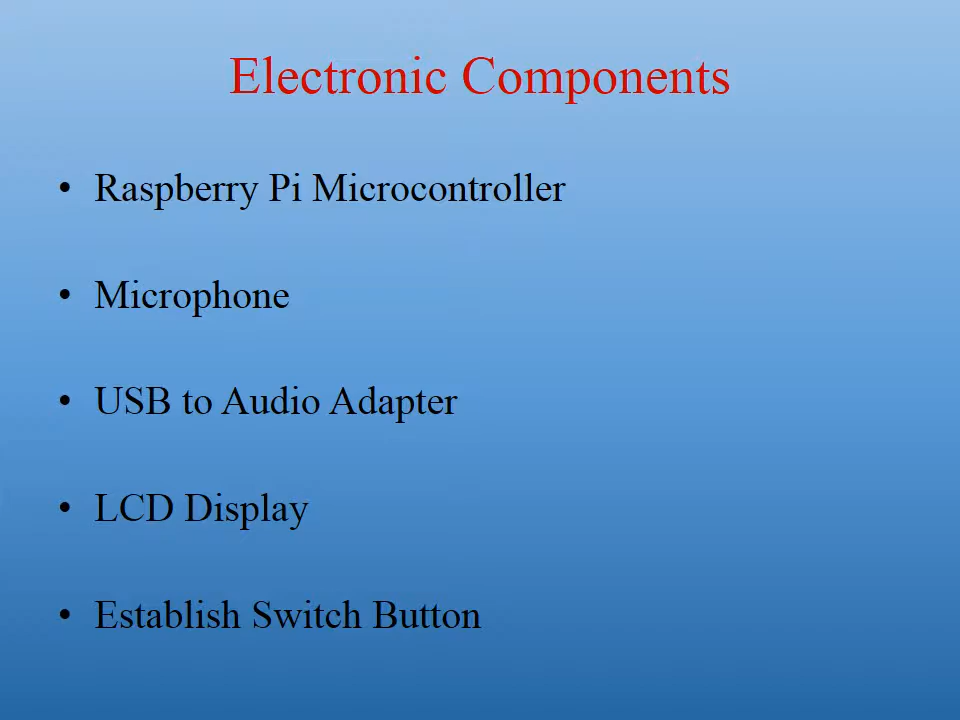 Electronic Components
• Raspberry Pi Microcontroller
• Microphone
• USB to Audio Adapter
• LCD Display
• Establish Switch Button